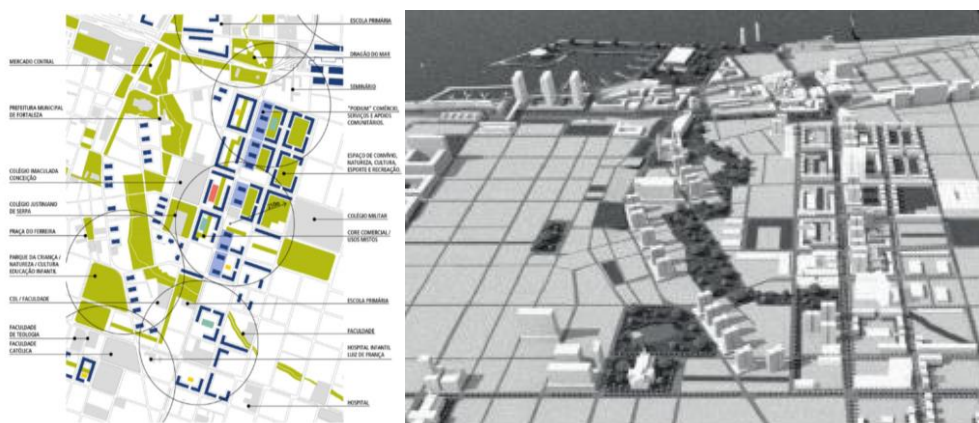 MERCADO CENTRAL
PREFEITURA MUNICIPAL
DE FORTALEZA
COLÉGIO IMACULADA
CONCEIÇÃO
COLÉGIO JUSTINIANO
DE SERPA
PRAÇA DO FERREIRA
PARQUE DA CRIANÇA /
NATUREZA / CULTURA
EDUCAÇÃO INFANTIL
CDL / FACULDADE
FACULDADE
DE TEOLOGIA
FACULDADE
CATÓLICA
ESCOLA PRIMÁRIA
DRAGÃO DO MAR
SEMINÁRIO
"PODIUM" COMÉRCIO,
SERVIÇOS E APOIOS
COMUNITÁRIOS.
ESPAÇO DE CONVÍVIO,
NATUREZA, CULTURA,
ESPORTE E RECREAÇÃO.
COLÉGIO MILITAR
CORE COMERCIAL /
USOS MISTOS
ESCOLA PRIMÁRIA
FACULDADE
HOSPITAL INFANTIL
LUIZ DE FRANÇA
HOSPITAL